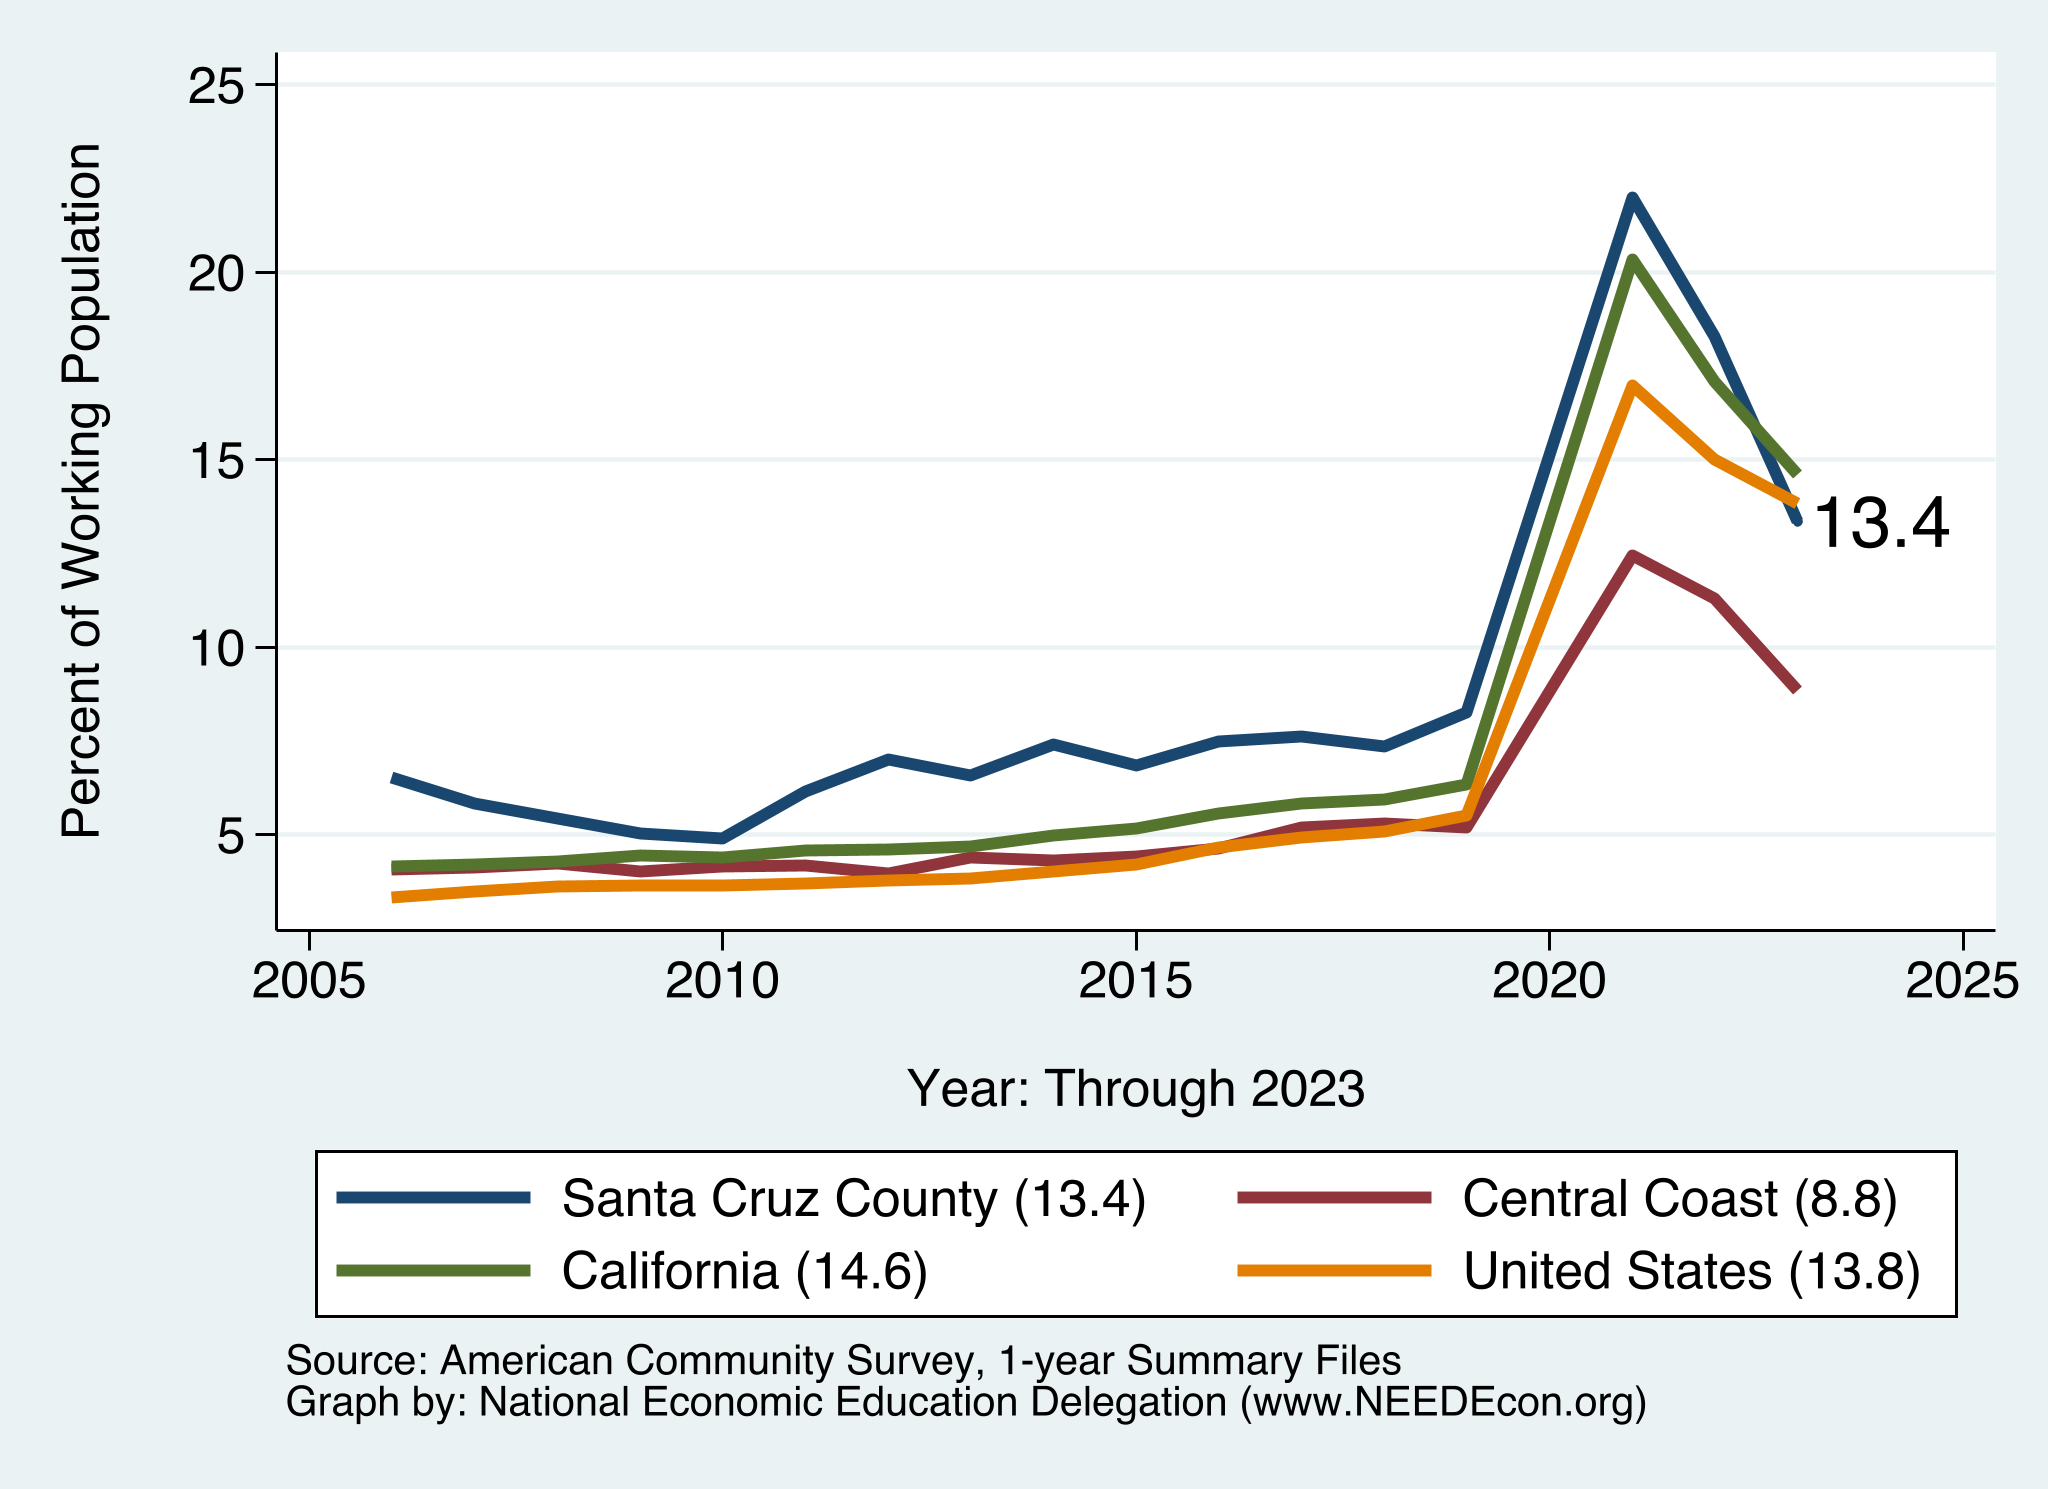 Percent of Working Population
25
20
15
10
5
13.4
2005 2010 2015 2020 2025
Year: Through 2023
Santa Cruz County (13.4) Central Coast (8.8)
California (14.6) United States (13.8)
Source: American Community Survey, 1-year Summary Files
Graph by: National Economic Education Delegation (www.NEEDEcon.org)